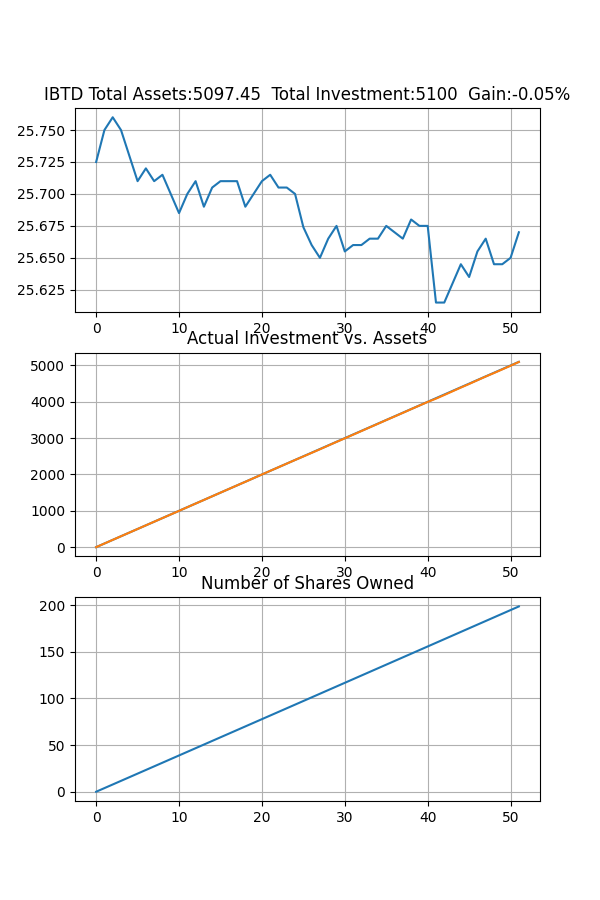 IBTD Total Assets:5097.45  Total Investment:5100  Gain:-0.05%
25.750
25.725
25.700
25.675
25.650
25.625
0 10 20 30 40 50
Actual Investment vs. Assets
5000
4000
3000
2000
1000
0
0 10 20 30 40 50
Number of Shares Owned
200
150
100
50
0
0 10 20 30 40 50